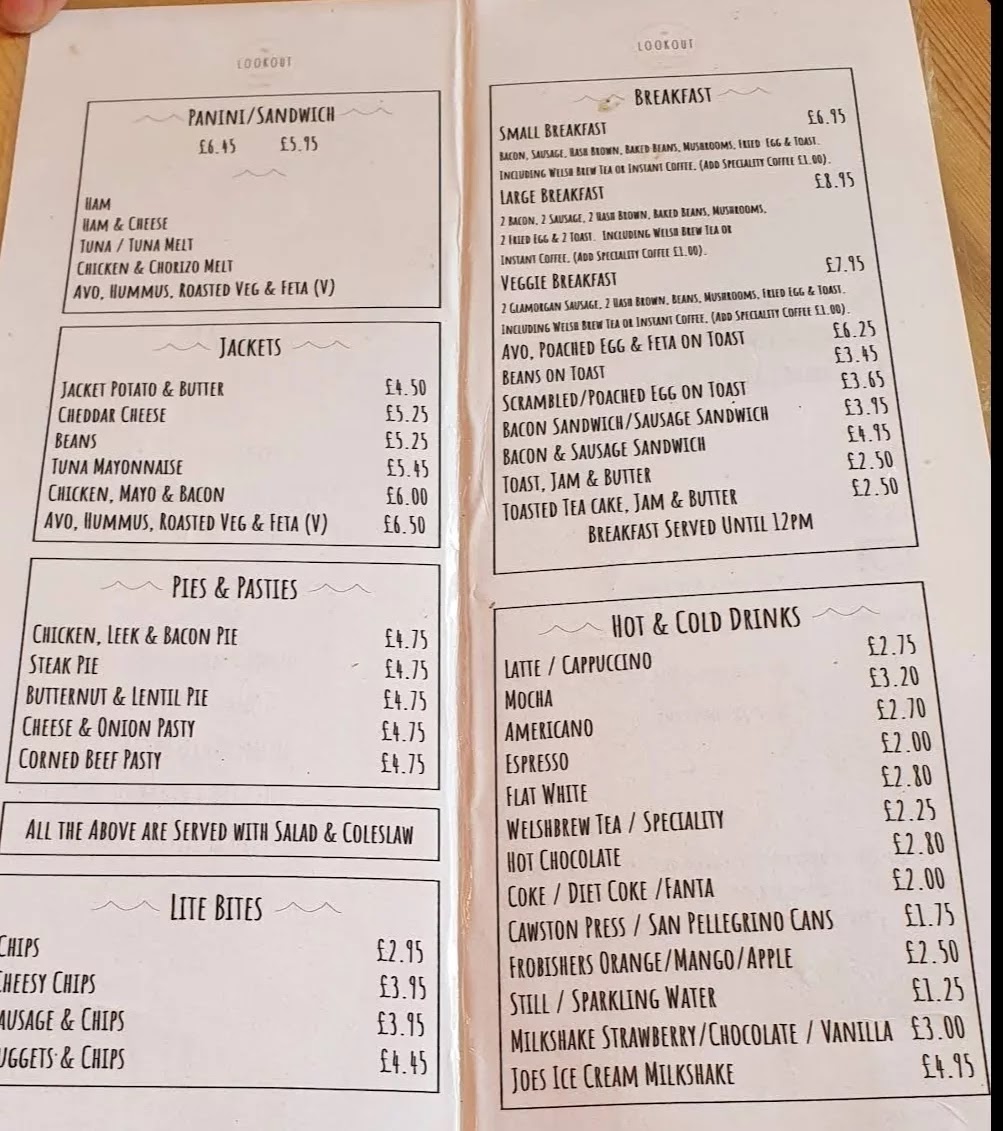 LOOKOUT
PANINI/SANDWICH
£6.45 £5.95
HAM
HAM & CHEESE
TUNA / TUNA MELT
CHICKEN & CHORIZO MELT
AVO, HUMMUS, ROASTED VEG & FETA (V)
JACKETS
JACKET POTATO & BUTTER £4.50
CHEDDAR CHEESE £5.25
BEANS £5.25
TUNA MAYONNAISE £5.45
CHICKEN, MAYO & BACON £6.00
AVO, HUMMUS, ROASTED VEG & FETA (V) £6.50
PIES & PASTIES
CHICKEN, LEEK & BACON PIE £4.75
STEAK PIE £4.75
BUTTERNUT & LENTIL PIE £4.75
CHEESE & ONION PASTY £4.75
CORNED BEEF PASTY £4.75
ALL THE ABOVE ARE SERVED WITH SALAD & COLESLAW
LITE BITES
CHIPS £2.95
CHEESY CHIPS £3.95
AUSAGE & CHIPS £3.95
UGGETS & CHIPS £4.45
LOOKOUT
BREAKFAST
SMALL BREAKFAST £6.95
BACON, SAUSAGE, HASH BROWN, BAKED BEANS, MUSHROOMS, FRIED EGG & TOAST.
INCLUDING WELSH BREW TEA OR INSTANT COFFEE. (ADD SPECIALITY COFFEE £1.00).
LARGE BREAKFAST £8.95
2 BACON, 2 SAUSAGE, 2 HASH BROWN, BAKED BEANS, MUSHROOMS,
2 FRIED EGG & 2 TOAST. INCLUDING WELSH BREW TEA OR
INSTANT COFFEE. (ADD SPECIALITY COFFEE £1.00).
VEGGIE BREAKFAST £7.95
2 GLAMORGAN SAUSAGE, 2 HASH BROWN, BEANS, MUSHROOMS, FRIED EGG & TOAST.
INCLUDING WELSH BREW TEA OR INSTANT COFFEE. (ADD SPECIALITY COFFEE £1.00).
AVO, POACHED EGG & FETA ON TOAST £6.25
BEANS ON TOAST £3.45
SCRAMBLED/POACHED EGG ON TOAST £3.65
BACON SANDWICH/SAUSAGE SANDWICH £3.95
BACON & SAUSAGE SANDWICH £4.95
TOAST, JAM & BUTTER £2.50
TOASTED TEA CAKE, JAM & BUTTER £2.50
BREAKFAST SERVED UNTIL 12PM
HOT & COLD DRINKS
LATTE / CAPPUCCINO £2.75
MOCHA £3.20
AMERICANO £2.70
ESPRESSO £2.00
FLAT WHITE £2.80
WELSHBREW TEA / SPECIALITY £2.25
HOT CHOCOLATE £2.80
COKE / DIET COKE /FANTA £2.00
CAWSTON PRESS / SAN PELLEGRINO CANS £1.75
FROBISHERS ORANGE/MANGO/APPLE £2.50
STILL / SPARKLING WATER £1.25
MILKSHAKE STRAWBERRY/CHOCOLATE / VANILLA £3.00
JOES ICE CREAM MILKSHAKE £4.95